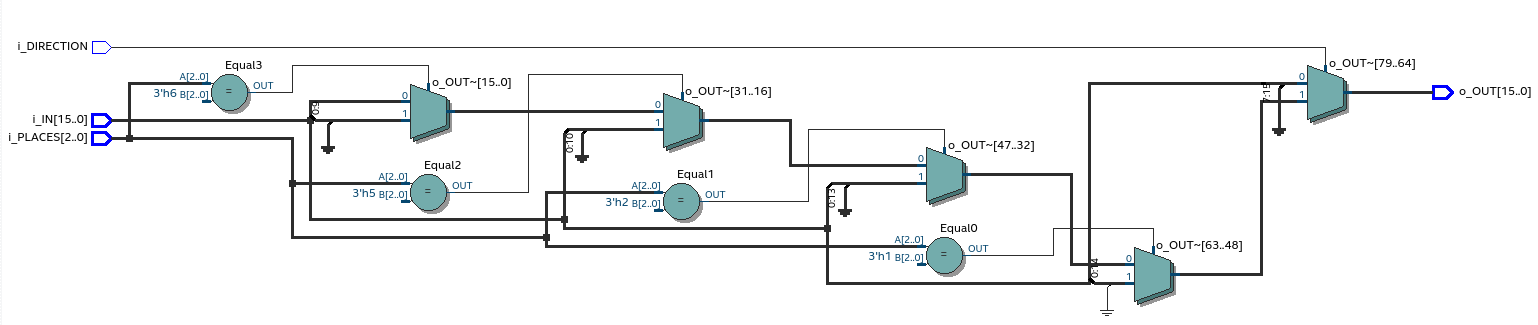 i_DIRECTION
i_IN[15..0]
i_PLACES[2..0]
Equal3
A[2..0]
3'h6 B[2..0]
=
OUT
o_OUT~[15..0]
0
1
0:9
Equal2
A[2..0]
3'h5 B[2..0]
=
OUT
o_OUT~[31..16]
0
1
0:10
Equal1
A[2..0]
3'h2 B[2..0]
=
OUT
o_OUT~[47..32]
0
1
0:13
Equal0
A[2..0]
3'h1 B[2..0]
=
OUT
o_OUT~[63..48]
0
1
0:14
o_OUT~[79..64]
0
1
o_OUT[15..0]